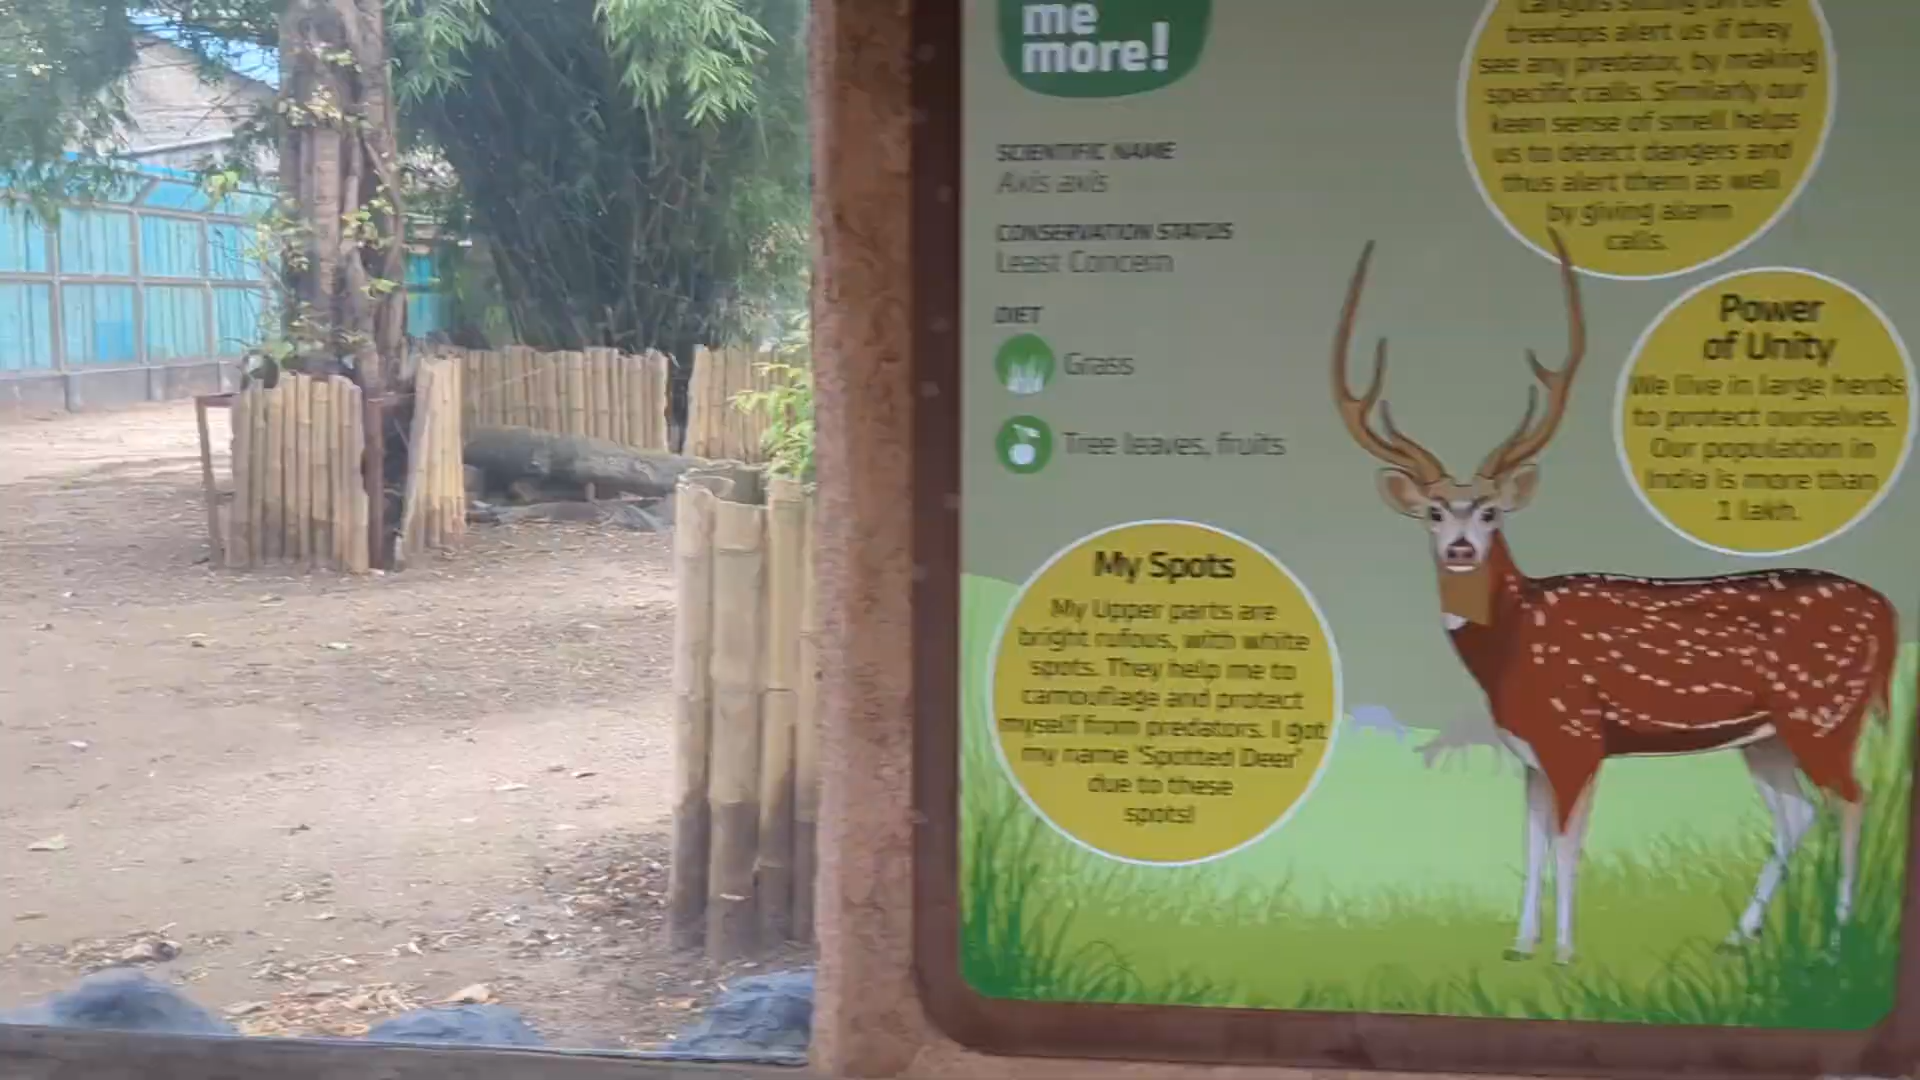 me
more!
SCIENTIFIC NAME
Axis axis
CONSERVATION STATUS
Least Concern
DIET
Grass
Tree leaves, fruits
My Spots
My Upper parts are
bright rufous, with white
spots. They help me to
camouflage and protect
myself from predators. I got
my name 'Spotted Deer'
due to these
spots!
Langurs sitting on the
treetops alert us if they
see any predator, by making
specific calls. Similarly our
keen sense of smell helps
us to detect dangers and
thus alert them as well
by giving alarm
calls.
Power
of Unity
We live in large herds
to protect ourselves.
Our population in
India is more than
1 lakh.